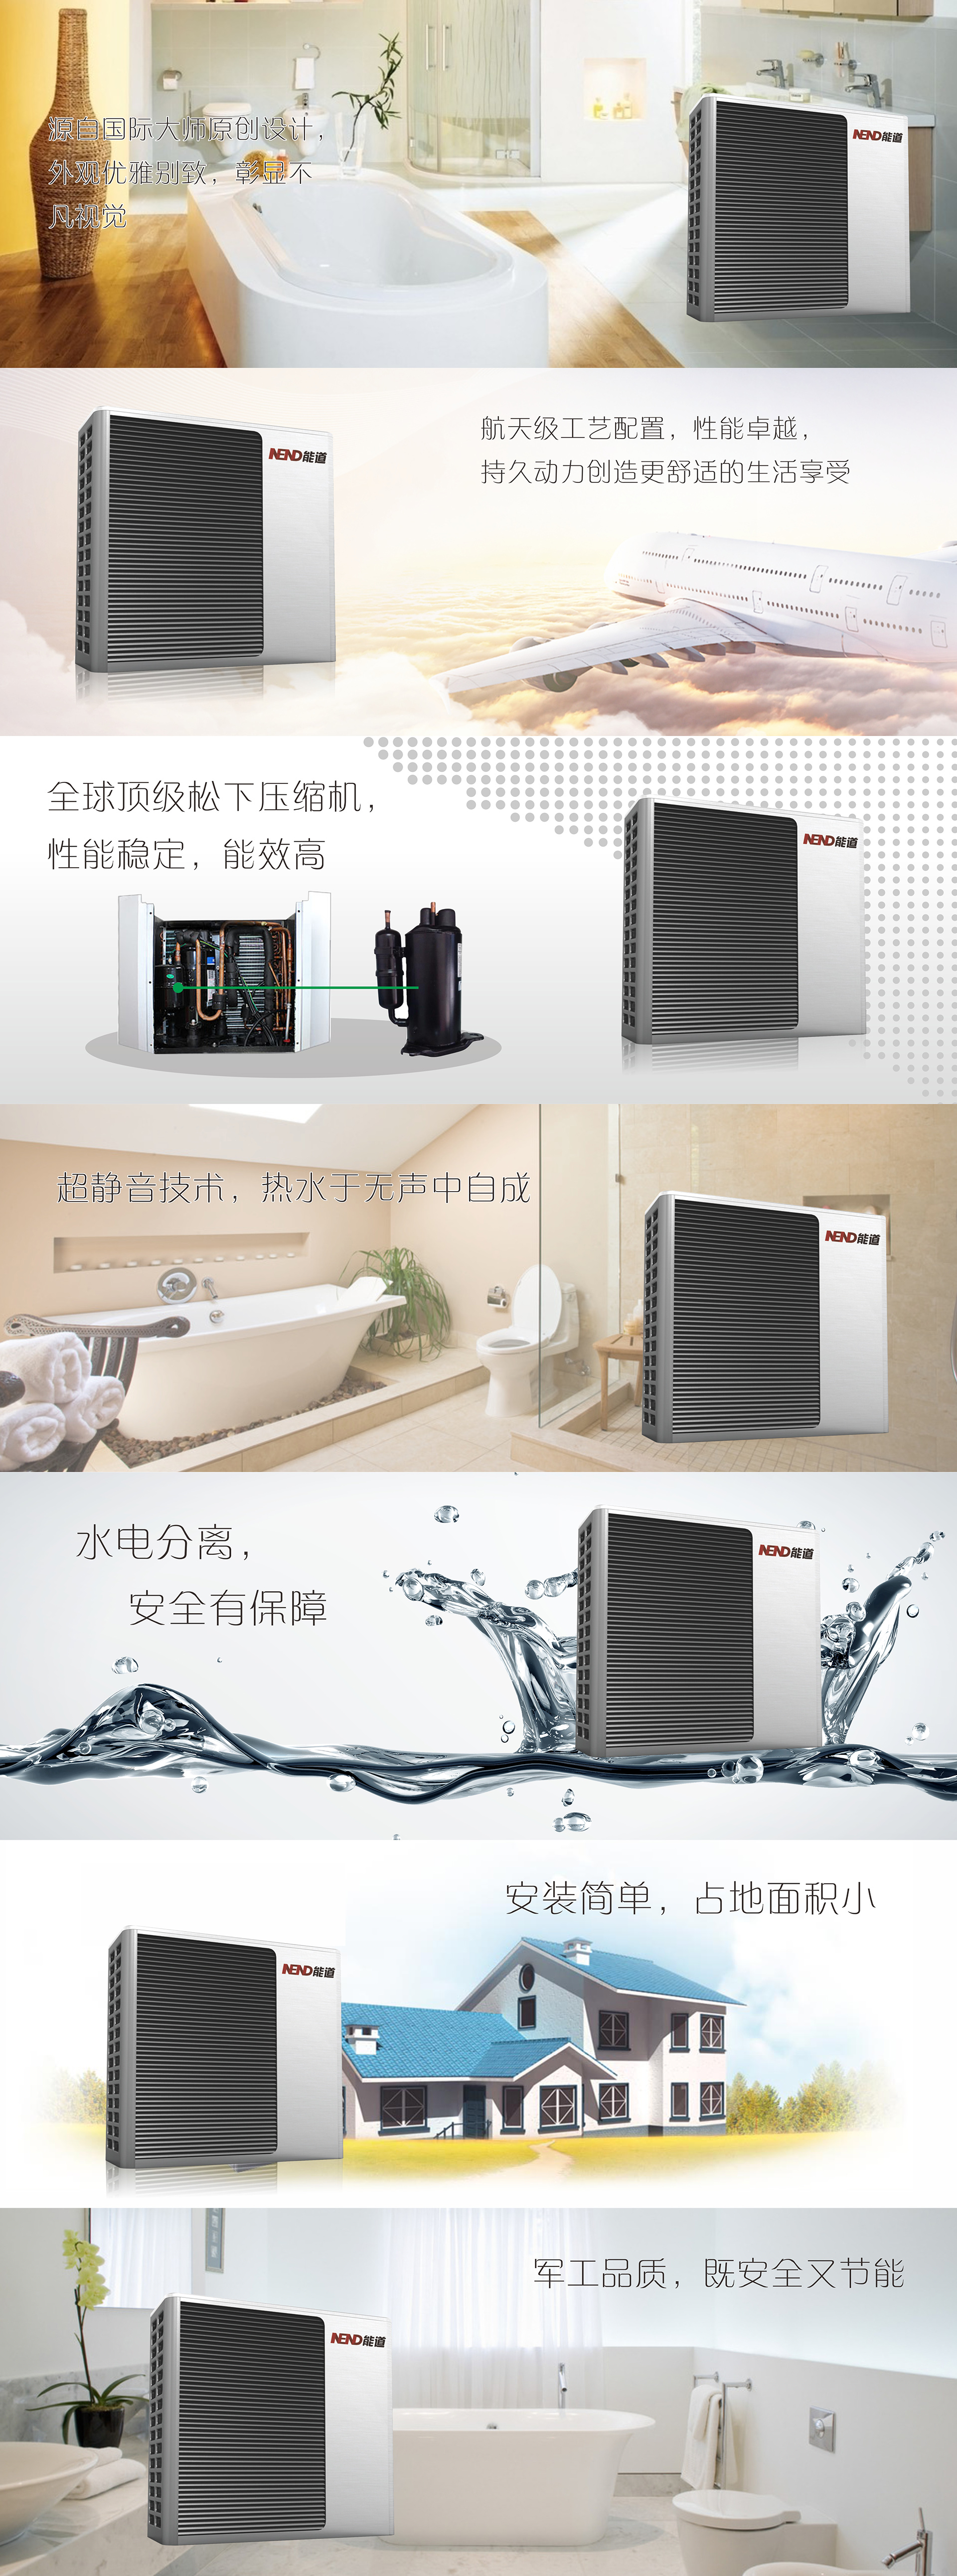 源自国际大师原创设计，
外观优雅别致，彰显不
凡视觉
NEND能道
航天级工艺配置，性能卓越，
持久动力创造更舒适的生活享受
NEND能道
全球顶级松下压缩机，
性能稳定，能效高
NEND能道
超静音技术，热水于无声中自成
NEND能道
水电分离，
安全有保障
NEND能道
安装简单，占地面积小
NEND能道
军工品质，既安全又节能
NEND能道